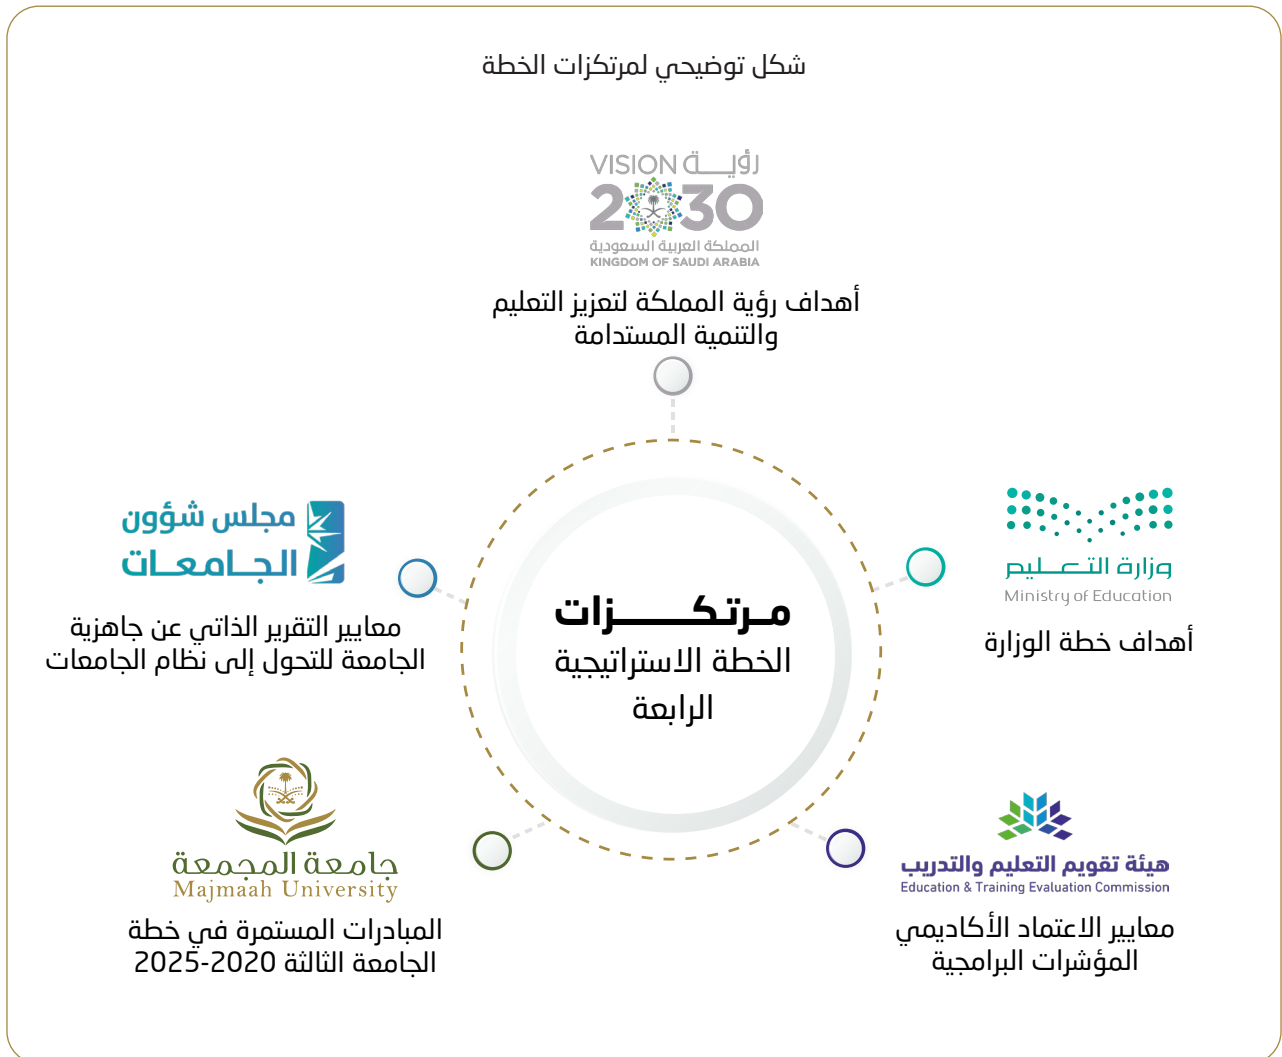 شكل توضيحي لمرتكزات الخطة
VISION رؤيـــة
2030
المملكة العربية السعودية
KINGDOM OF SAUDI ARABIA
أهداف رؤية المملكة لتعزيز التعليم
والتنمية المستدامة
وزارة التعليم
Ministry of Education
أهداف خطة الوزارة
مجلس شؤون
الجـامعـات
معايير التقرير الذاتي عن جاهزية
الجامعة للتحول إلى نظام الجامعات
مـرتكـــــزات
الخطة الاستراتيجية
الرابعة
هيئة تقويم التعليم والتدريب
Education & Training Evaluation Commission
معايير الاعتماد الأكاديمي
المؤشرات البرامجية
جامعة المجمعة
Majmaah University
المبادرات المستمرة في خطة
الجامعة الثالثة 2020-2025